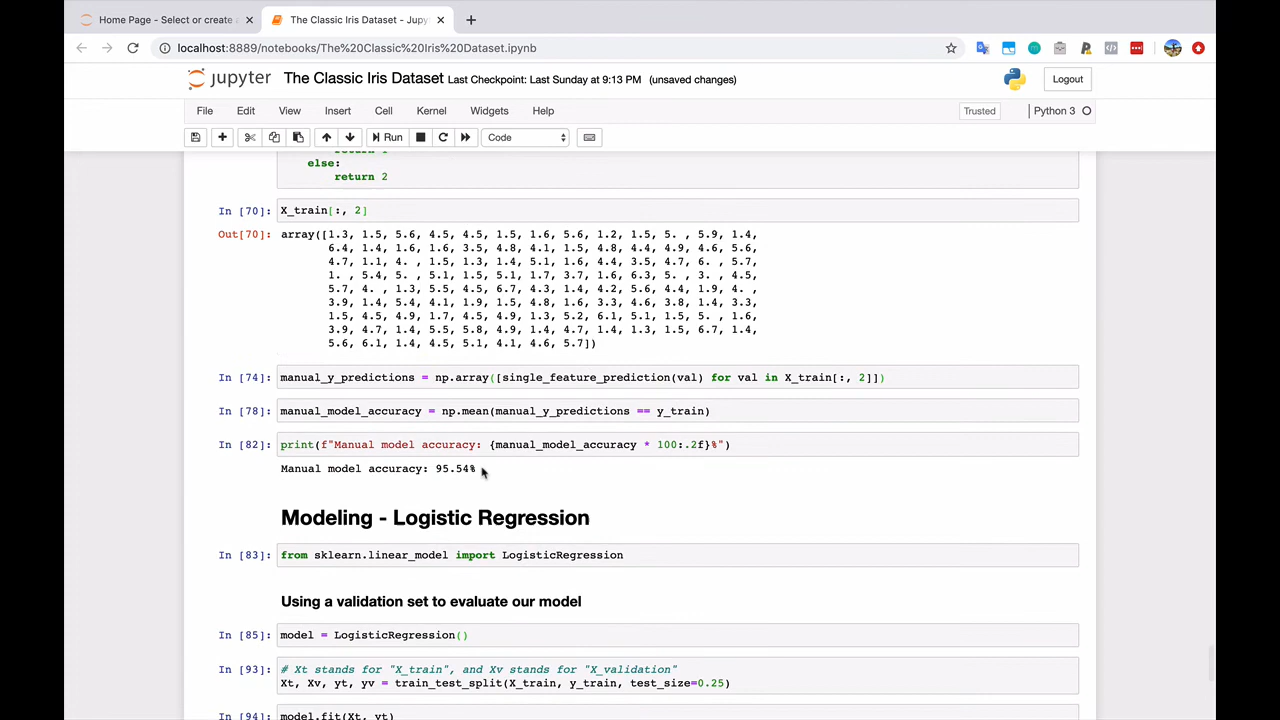 Home Page - Select or create a
The Classic Iris Dataset - Jupy
localhost:8889/notebooks/The%20Classic%20Iris%20Dataset.ipynb
jupyter The Classic Iris Dataset Last Checkpoint: Last Sunday at 9:13 PM (unsaved changes)
Logout
File Edit View Insert Cell Kernel Widgets Help
Trusted
Python 3
Run
Code
return 1
else:
return 2
In [70]: X_train[:, 2]
Out[70]: array([1.3, 1.5, 5.6, 4.5, 4.5, 1.5, 1.6, 5.6, 1.2, 1.5, 5. , 5.9, 1.4,
6.4, 1.4, 1.6, 1.6, 3.5, 4.8, 4.1, 1.5, 4.8, 4.4, 4.9, 4.6, 5.6,
4.7, 1.1, 4. , 1.5, 1.3, 1.4, 5.1, 1.6, 4.4, 3.5, 4.7, 6. , 5.7,
1. , 5.4, 5. , 5.1, 1.5, 5.1, 1.7, 3.7, 1.6, 6.3, 5. , 3. , 4.5,
5.7, 4. , 1.3, 5.5, 4.5, 6.7, 4.3, 1.4, 4.2, 5.6, 4.4, 1.9, 4. ,
3.9, 1.4, 5.4, 4.1, 1.9, 1.5, 4.8, 1.6, 3.3, 4.6, 3.8, 1.4, 3.3,
1.5, 4.5, 4.9, 1.7, 4.5, 4.9, 1.3, 5.2, 6.1, 5.1, 1.5, 5. , 1.6,
3.9, 4.7, 1.4, 5.5, 5.8, 4.9, 1.4, 4.7, 1.4, 1.3, 1.5, 6.7, 1.4,
5.6, 6.1, 1.4, 4.5, 5.1, 4.1, 4.6, 5.7])
In [74]: manual_y_predictions = np.array([single_feature_prediction(val) for val in X_train[:, 2]])
In [78]: manual_model_accuracy = np.mean(manual_y_predictions == y_train)
In [82]: print(f"Manual model accuracy: {manual_model_accuracy * 100:.2f}%")
Manual model accuracy: 95.54%
Modeling - Logistic Regression
In [83]: from sklearn.linear_model import LogisticRegression
Using a validation set to evaluate our model
In [85]: model = LogisticRegression()
In [93]: # Xt stands for "X_train", and Xv stands for "X_validation"
Xt, Xv, yt, yv = train_test_split(X_train, y_train, test_size=0.25)
In [94]: model.fit(Xt, yt)